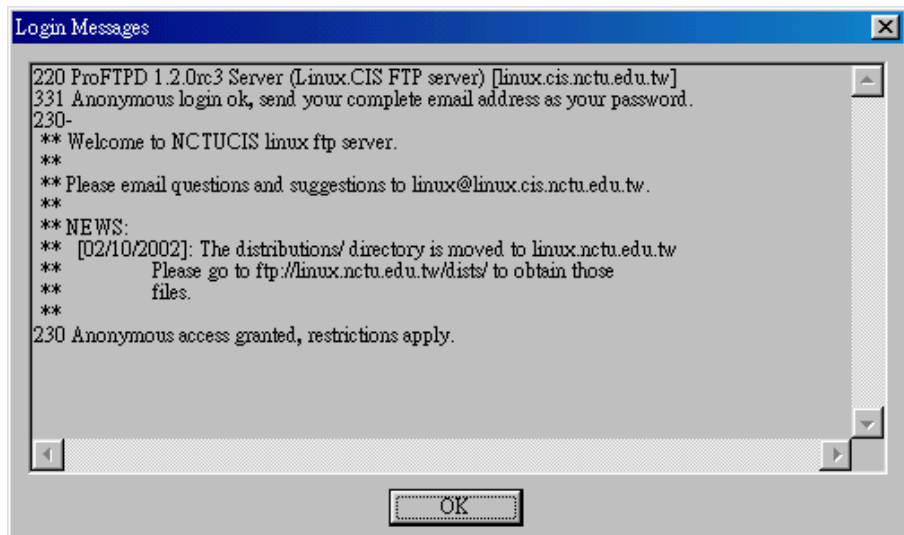 Login Messages
220 ProFTPD 1.2.0rc3 Server (Linux.CIS FTP server) [linux.cis.nctu.edu.tw]
331 Anonymous login ok, send your complete email address as your password.
230-
** Welcome to NCTUCIS linux ftp server.
**
** Please email questions and suggestions to linux@linux.cis.nctu.edu.tw.
**
** NEWS:
** [02/10/2002]: The distributions/ directory is moved to linux.nctu.edu.tw
** Please go to ftp://linux.nctu.edu.tw/dists/ to obtain those
** files.
**
230 Anonymous access granted, restrictions apply.
OK